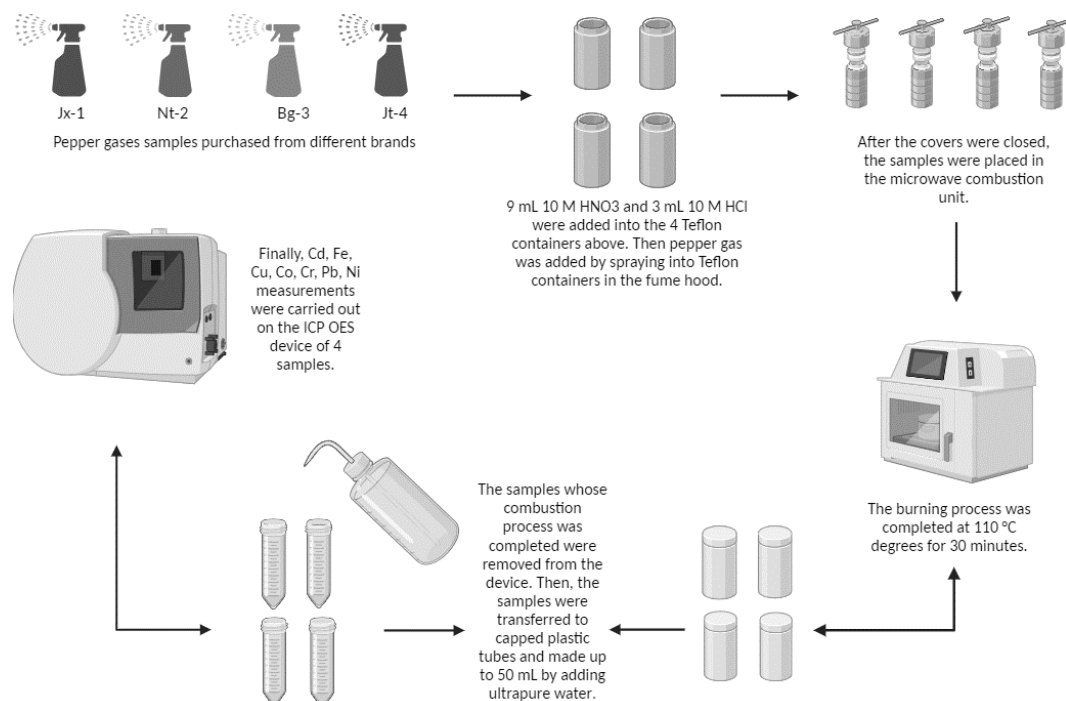 Jx-1
Nt-2
Bg-3
Jt-4
Pepper gases samples purchased from different brands
9 mL 10 M HNO3 and 3 mL 10 M HCl
were added into the 4 Teflon
containers above. Then pepper gas
was added by spraying into Teflon
containers in the fume hood.
After the covers were closed,
the samples were placed in
the microwave combustion
unit.
The burning process was
completed at 110 °C
degrees for 30 minutes.
The samples whose
combustion
process was
completed were
removed from the
device. Then, the
samples were
transferred to
capped plastic
tubes and made up
to 50 mL by adding
ultrapure water.
Finally, Cd, Fe,
Cu, Co, Cr, Pb, Ni
measurements
were carried out
on the ICP OES
device of 4
samples.